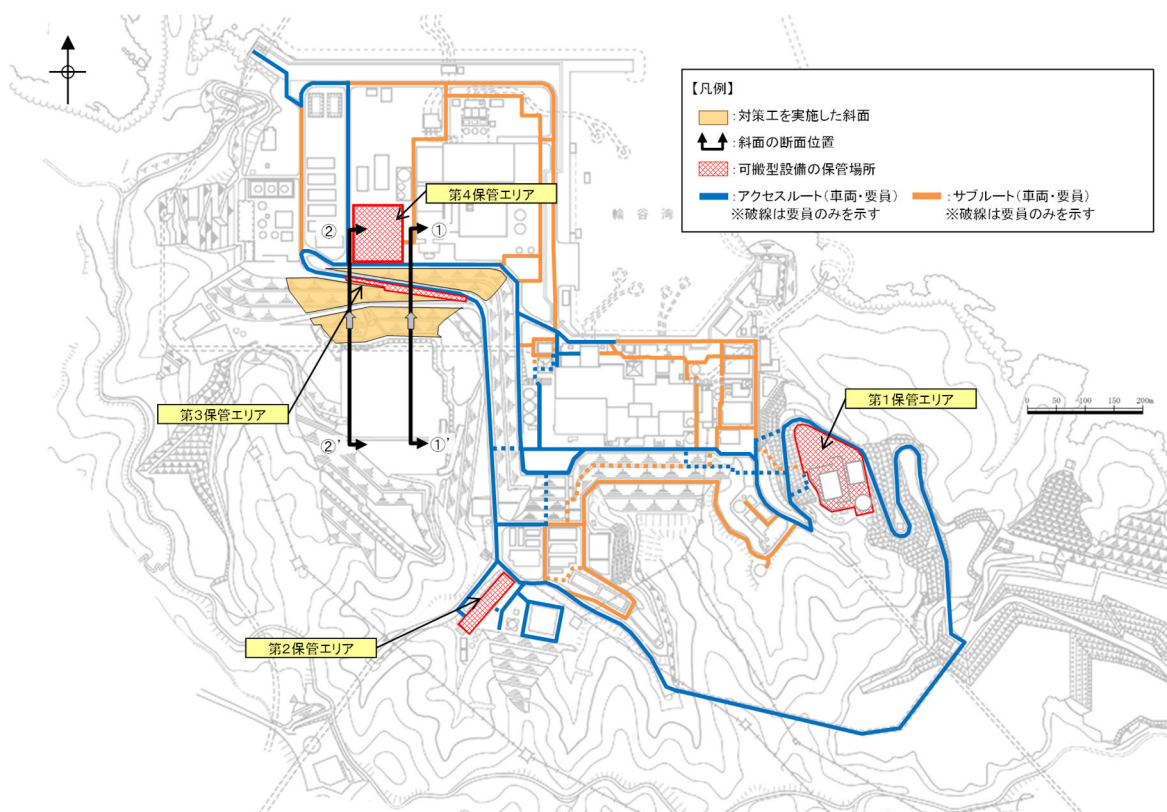 【凡例】
:対策工を実施した斜面
:斜面の断面位置
:可搬型設備の保管場所
:アクセスルート(車両・要員)
※破線は要員のみを示す
:サブルート(車両・要員)
※破線は要員のみを示す
第4保管エリア
輪谷湾
②
①
第3保管エリア
②’
①’
第1保管エリア
0 50 100 150 200m
第2保管エリア